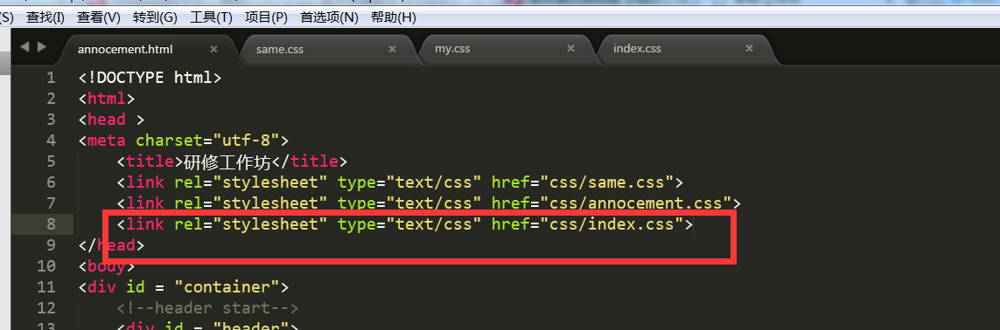 (S) 查找(I) 查看(V) 转到(G) 工具(T) 项目(P) 首选项(N) 帮助(H)
annocement.html × same.css × my.css × index.css ×
1 <!DOCTYPE html>
2 <html>
3 <head >
4 <meta charset="utf-8">
5 <title>研修工作坊</title>
6 <link rel="stylesheet" type="text/css" href="css/same.css">
7 <link rel="stylesheet" type="text/css" href="css/annocement.css">
8 <link rel="stylesheet" type="text/css" href="css/index.css">
9 </head>
10 <body>
11 <div id = "container">
12 <!--header start-->
13 <div id = "header">